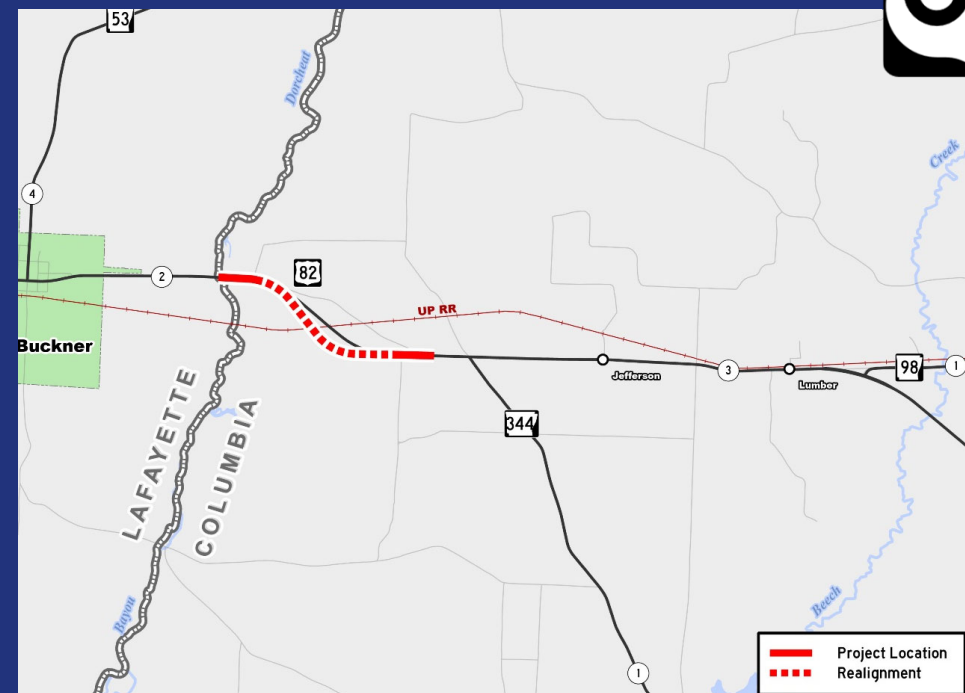 53
Dorcheat
Creek
4
2
82
UP RR
Buckner
Jefferson
3
Lumber
98
1
LAFAYETTE
COLUMBIA
344
Bayou
Beech
1
Project Location
Realignment